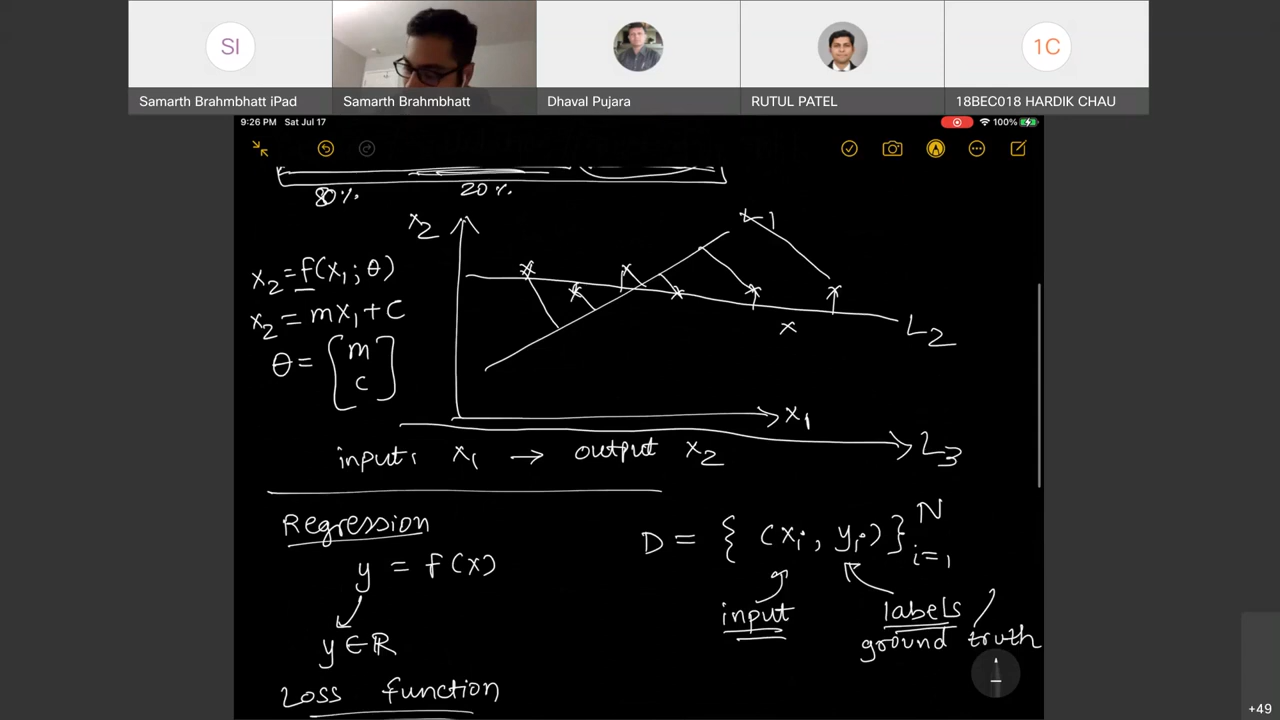 SI
1C
Samarth Brahmbhatt iPad
Samarth Brahmbhatt
Dhaval Pujara
RUTUL PATEL
18BEC018 HARDIK CHAU
9:26 PM Sat Jul 17
100%
80%. 20%.
x2
L1
x2 = f(x1; θ)
x2 = mx1 + C
θ = [m c]
L2
x1
L3
input: x1 → output x2
Regression
y = f(x)
y ∈ ℝ
D = { (xi, yi) }N i=1
input
labels /
ground truth
Loss function
+49